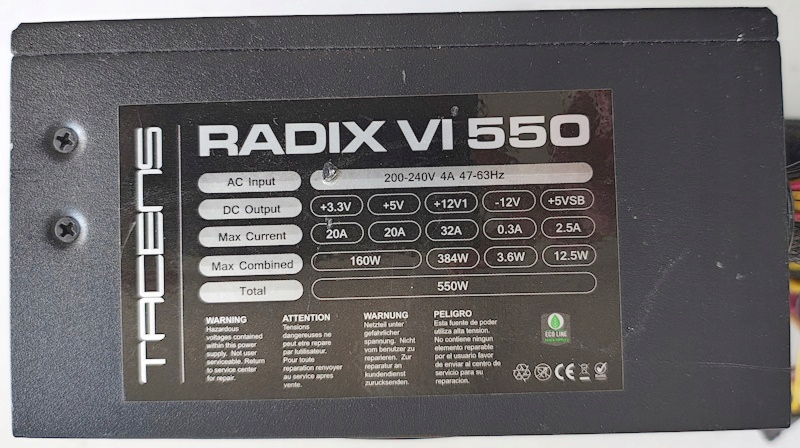 TACENS
RADIX VI 550
AC Input 200-240V 4A 47-63Hz
DC Output +3.3V +5V +12V1 -12V +5VSB
Max Current 20A 20A 32A 0.3A 2.5A
Max Combined 160W 384W 3.6W 12.5W
Total 550W
WARNING
Hazardous
voltages contained
within this power
supply. Not user
serviceable. Return
to service center
for repair.
ATTENTION
Tensions
dangereuses ne
peut etre repare
par lutilisateur.
Pour toute
reparation renvoyer
au service apres
vente.
WARNUNG
Netzteil unter
gefahrlicher
spannung. Nicht
vom benutzer zu
reparieren. Zur
reparatur an
kundendienst
zurucksenden.
PELIGRO
Esta fuente de poder
utiliza alta tension.
No contiene ningun
elemento reparable
por el usuario favor
de enviar al centro de
servicio para su
reparacion.
ECO LINE
CE